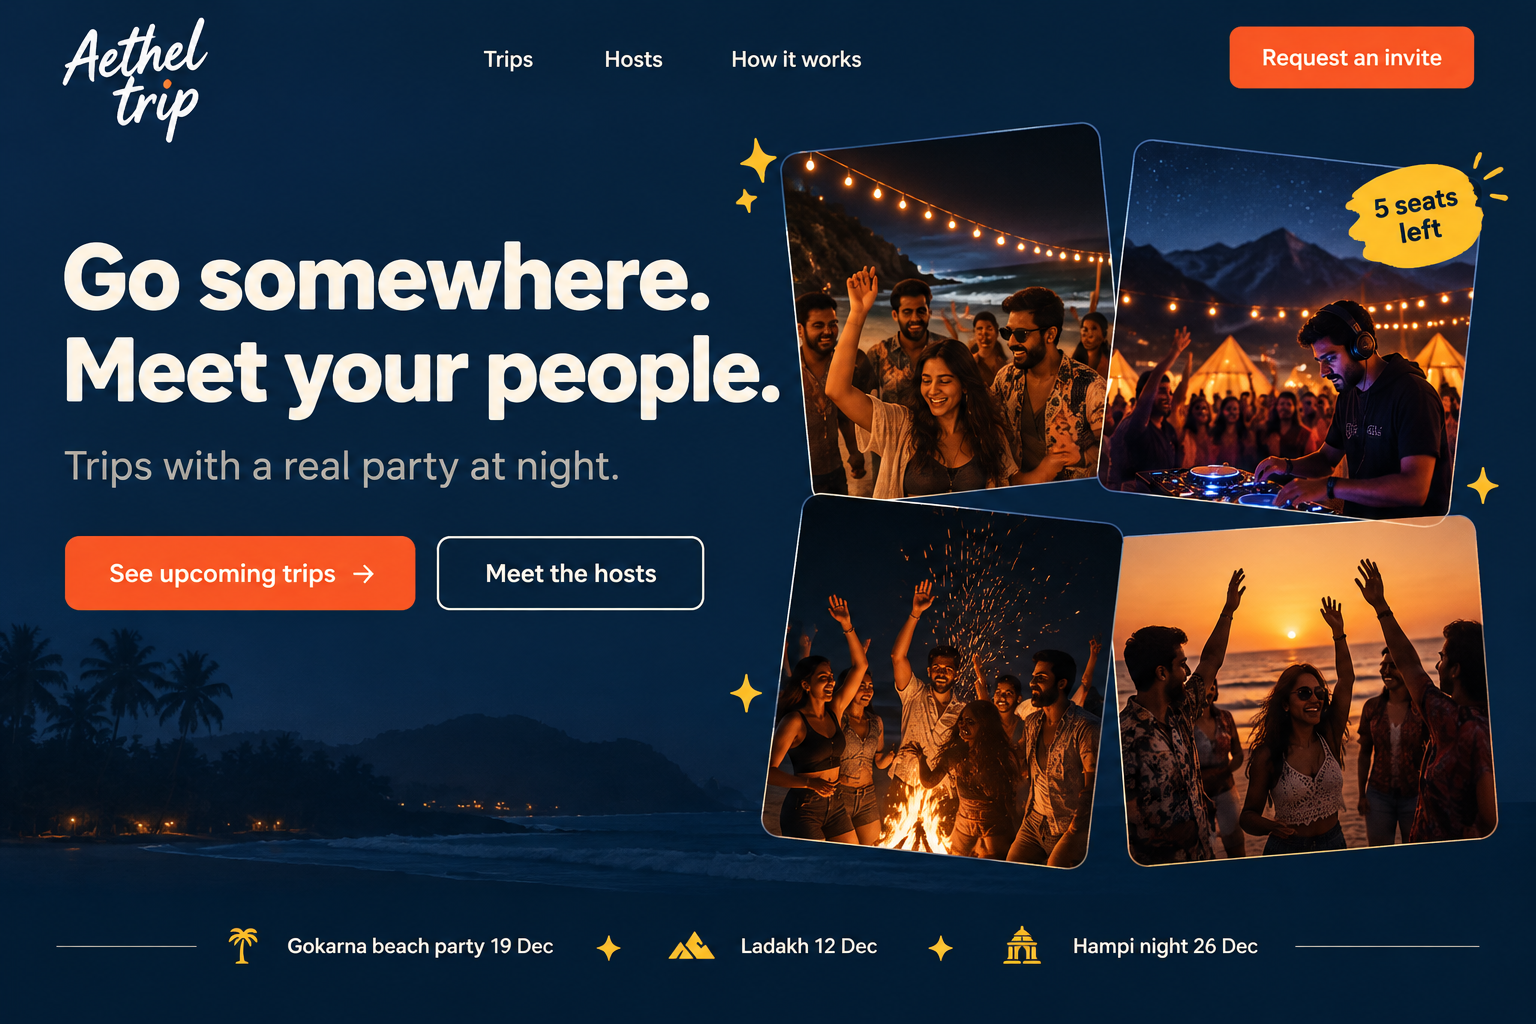 Aethel
trip
Trips
Hosts
How it works
Request an invite
5 seats
left
Go somewhere.
Meet your people.
Trips with a real party at night.
See upcoming trips →
Meet the hosts
Gokarna beach party 19 Dec
Ladakh 12 Dec
Hampi night 26 Dec